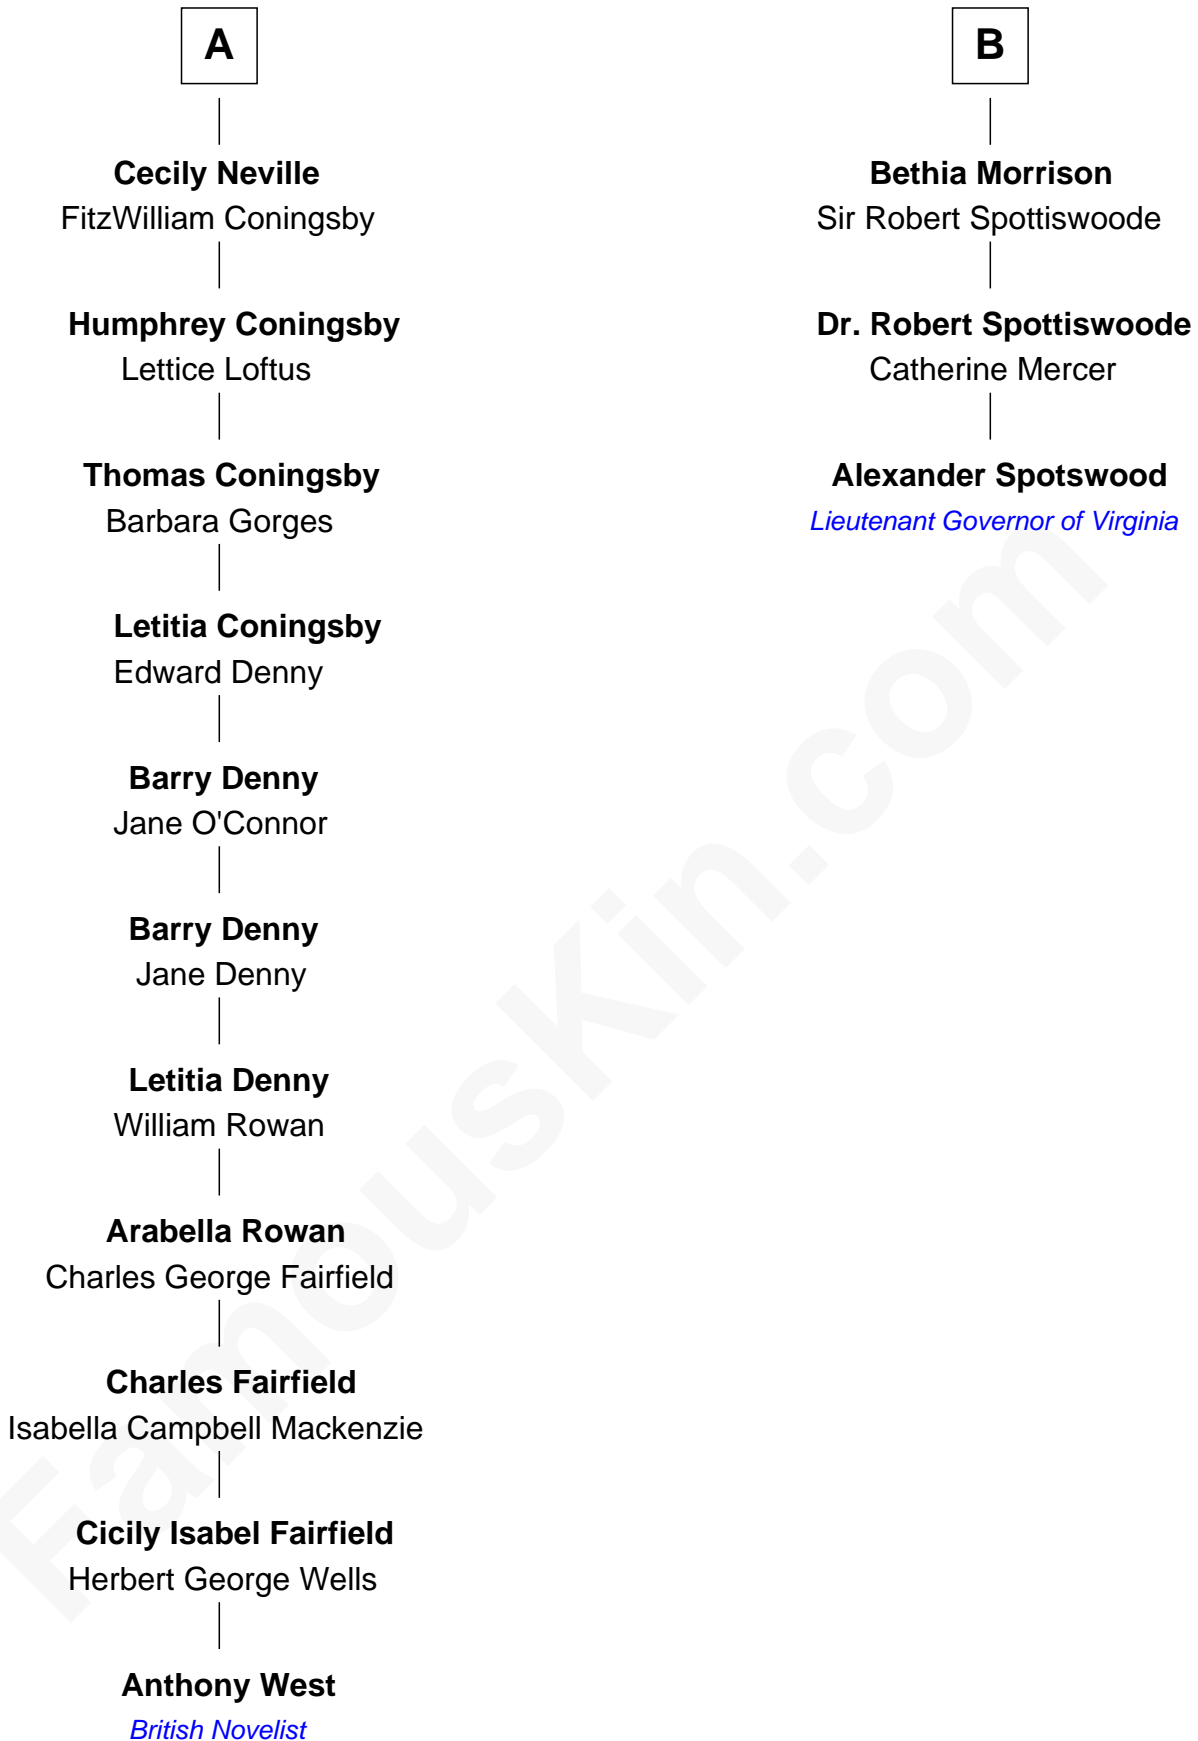 A
Cecily Neville
FitzWilliam Coningsby
Humphrey Coningsby
Lettice Loftus
Thomas Coningsby
Barbara Gorges
Letitia Coningsby
Edward Denny
Barry Denny
Jane O'Connor
Barry Denny
Jane Denny
Letitia Denny
William Rowan
Arabella Rowan
Charles George Fairfield
Charles Fairfield
Isabella Campbell Mackenzie
Cicily Isabel Fairfield
Herbert George Wells
Anthony West
British Novelist
B
Bethia Morrison
Sir Robert Spottiswoode
Dr. Robert Spottiswoode
Catherine Mercer
Alexander Spotswood
Lieutenant Governor of Virginia
FamousKin.com